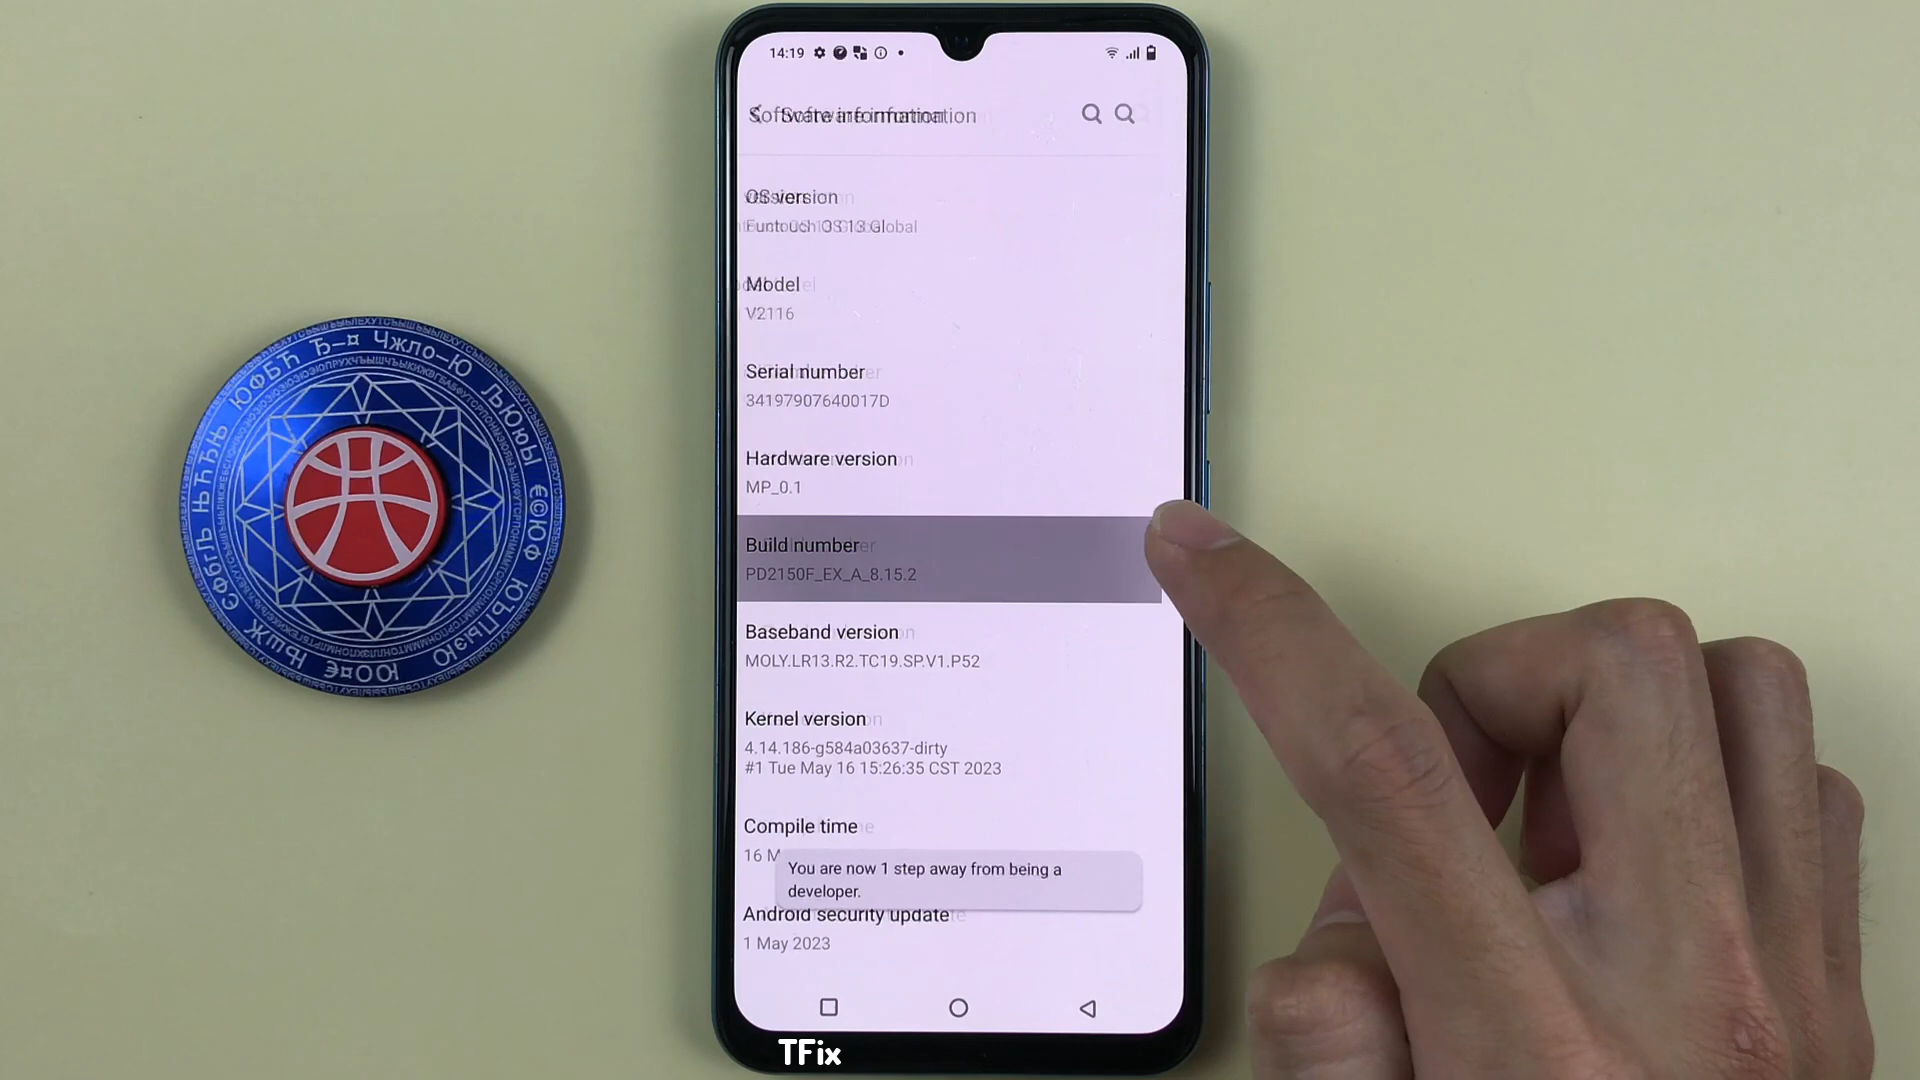 14:19
Software information
OS version
Funtouch OS 13 Global
Model
V2116
Serial number
34197907640017D
Hardware version
MP_0.1
Build number
PD2150F_EX_A_8.15.2
Baseband version
MOLY.LR13.R2.TC19.SP.V1.P52
Kernel version
4.14.186-g584a03637-dirty
#1 Tue May 16 15:26:35 CST 2023
Compile time
16 M
You are now 1 step away from being a
developer.
Android security update
1 May 2023
TFix